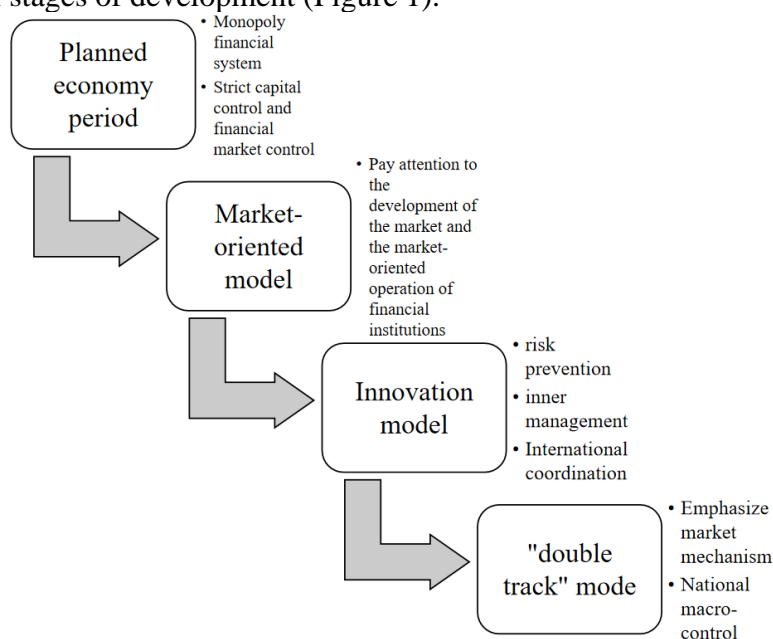 stages of development (Figure 1).
Planned
economy
period
• Monopoly
financial
system
• Strict capital
control and
financial
market control
Market-
oriented
model
• Pay attention to
the
development of
the market and
the market-
oriented
operation of
financial
institutions
Innovation
model
• risk
prevention
• inner
management
• International
coordination
"double
track" mode
• Emphasize
market
mechanism
• National
macro-
control